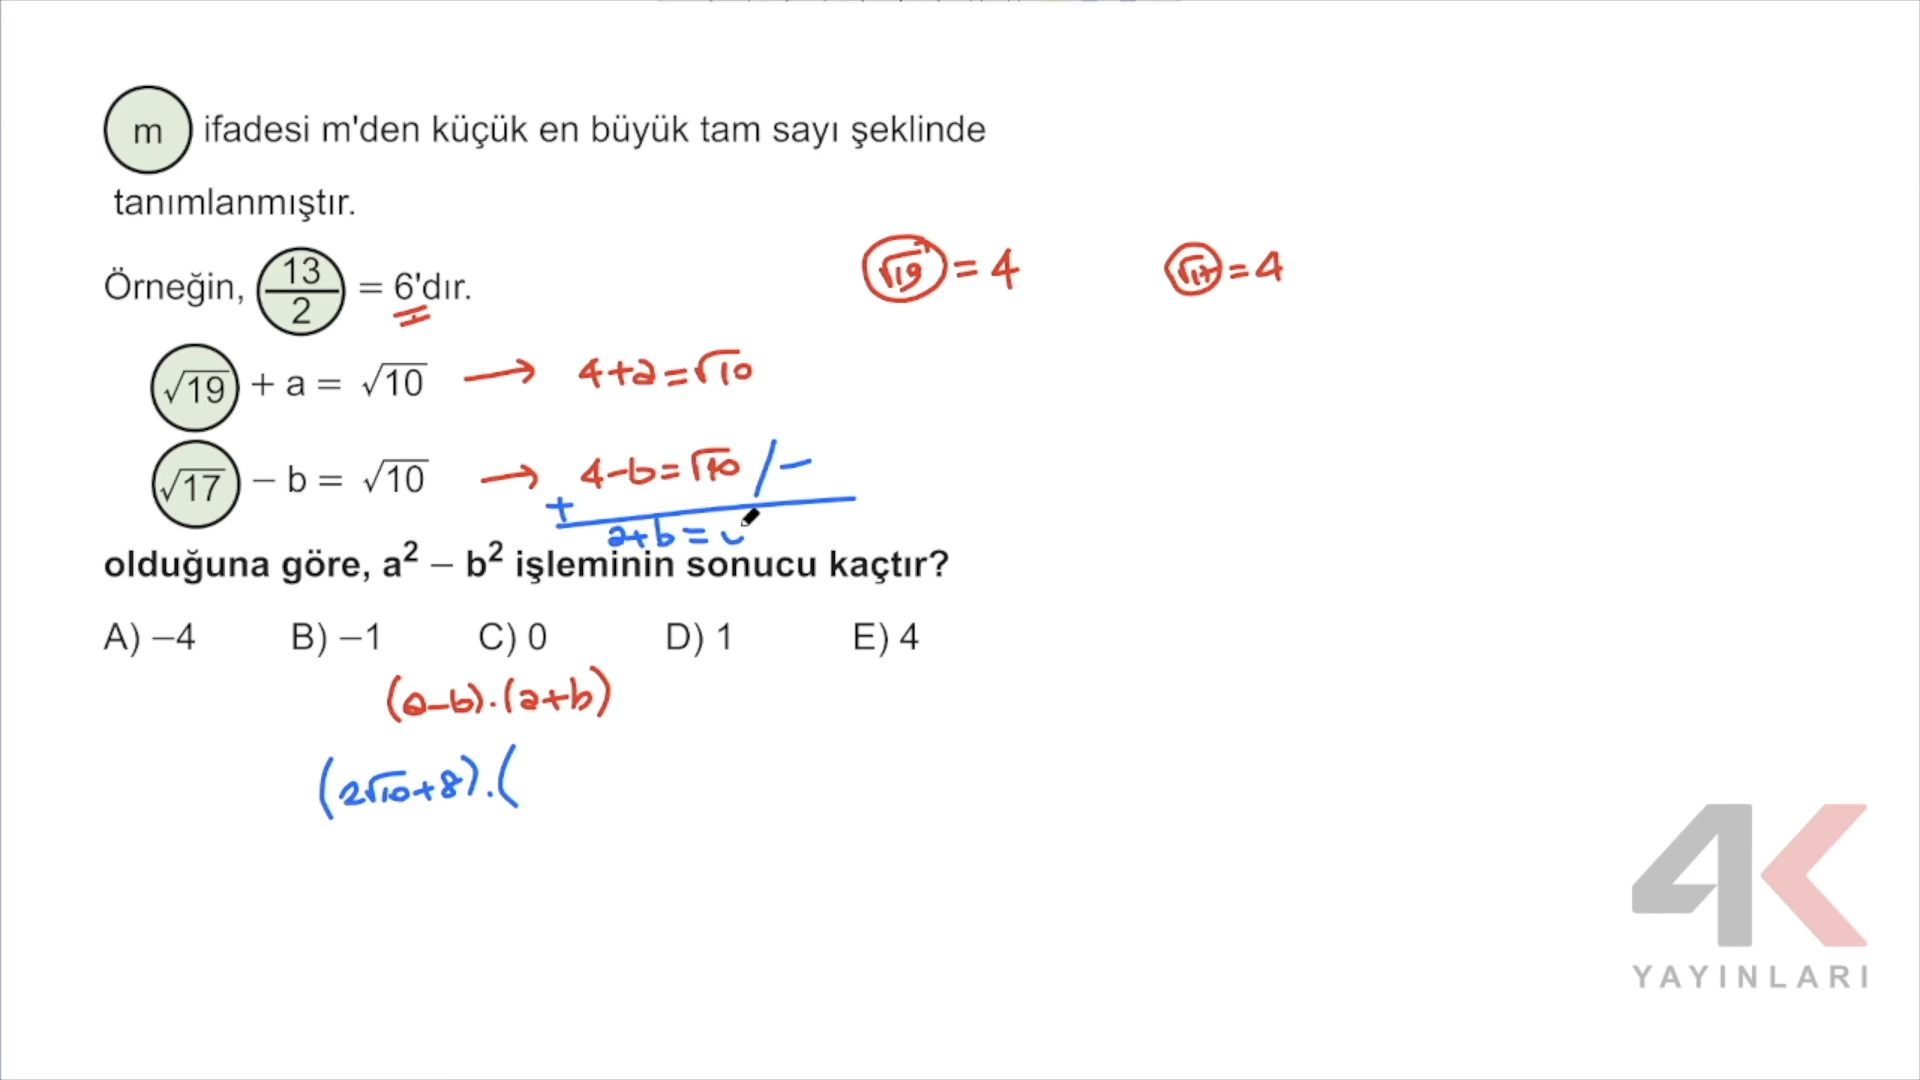 m ifadesi m'den küçük en büyük tam sayı şeklinde
tanımlanmıştır.
Örneğin, 13/2 = 6'dır.
√19 = 4
√17 = 4
√19 + a = √10 → 4+a=√10
√17 − b = √10 → 4-b=√10 /-
+
a+b=
olduğuna göre, a² − b² işleminin sonucu kaçtır?
A) −4 B) −1 C) 0 D) 1 E) 4
(a-b).(a+b)
(2√10+8).(
4K
YAYINLARI